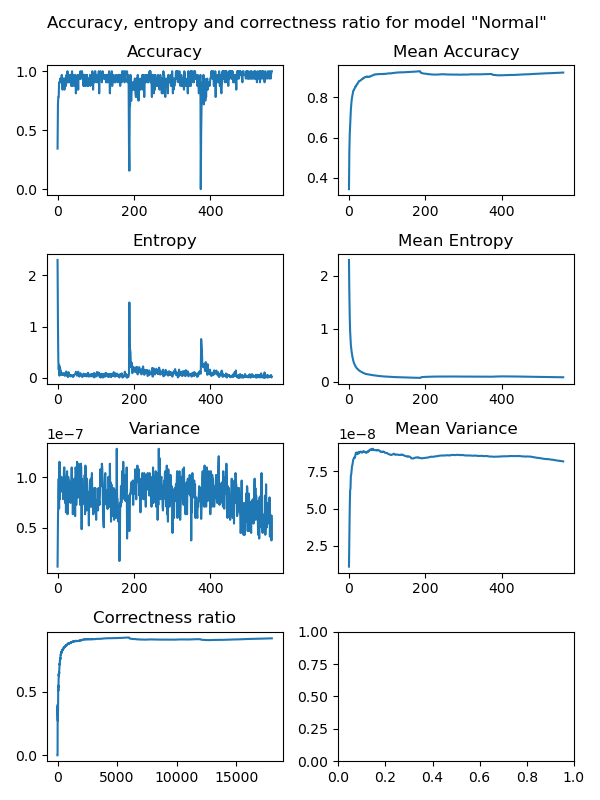 Accuracy, entropy and correctness ratio for model "Normal"
Accuracy
1.0
0.5
0.0
0 200 400
Mean Accuracy
0.8
0.6
0.4
0 200 400
Entropy
2
1
0
0 200 400
Mean Entropy
2
1
0
0 200 400
Variance
1e−7
1.0
0.5
0 200 400
Mean Variance
1e−8
7.5
5.0
2.5
0 200 400
Correctness ratio
0.5
0.0
0 5000 10000 15000
1.00
0.75
0.50
0.25
0.00
0.0 0.2 0.4 0.6 0.8 1.0